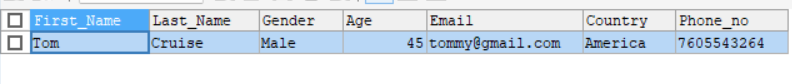 First_Name Last_Name Gender Age Email Country Phone_no
Tom Cruise Male 45 tommy@gmail.com America 7605543264